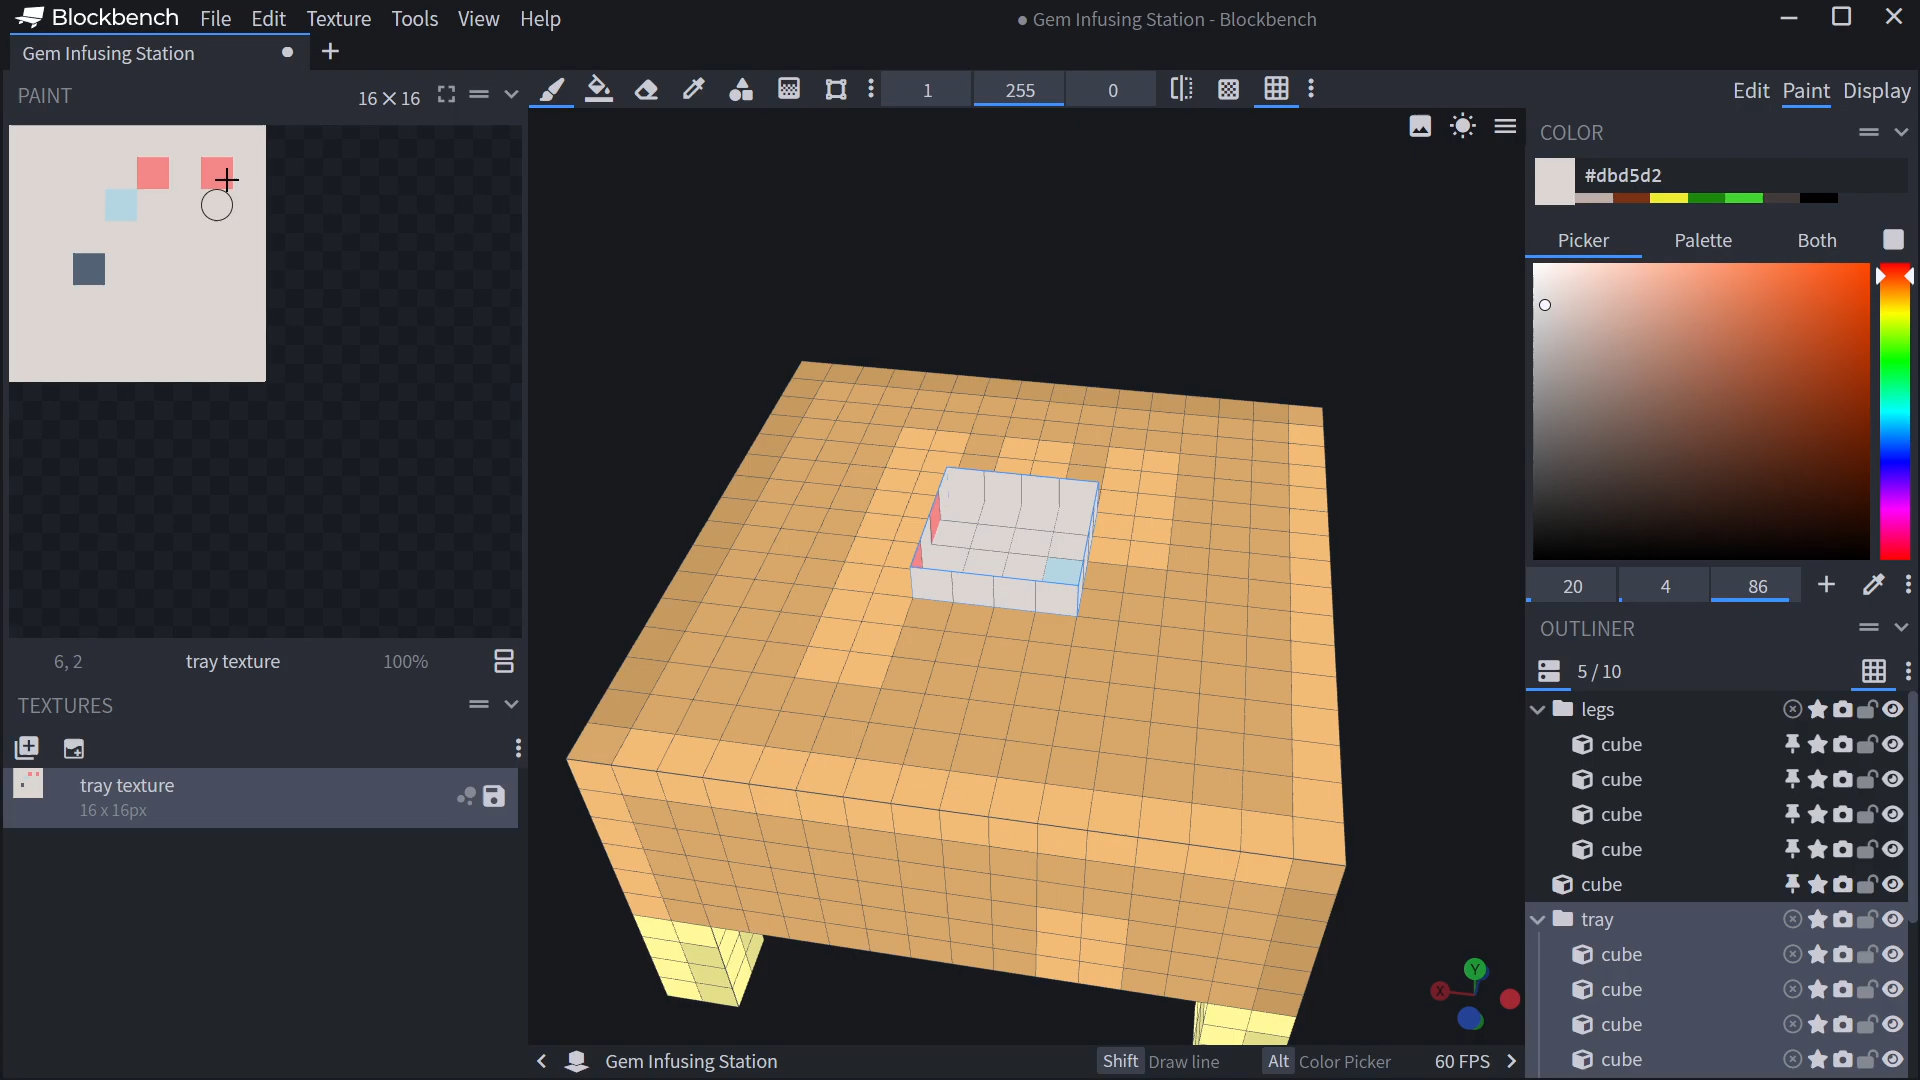 Blockbench File Edit Texture Tools View Help
Gem Infusing Station - Blockbench
Gem Infusing Station
PAINT 16 × 16
1 255 0
Edit Paint Display
COLOR
#dbd5d2
Picker Palette Both
20 4 86
OUTLINER
5 / 10
legs
cube
cube
cube
cube
cube
tray
cube
cube
cube
cube
6, 2 tray texture 100%
TEXTURES
tray texture
16 x 16px
Y
X
Gem Infusing Station
Shift Draw line Alt Color Picker 60 FPS